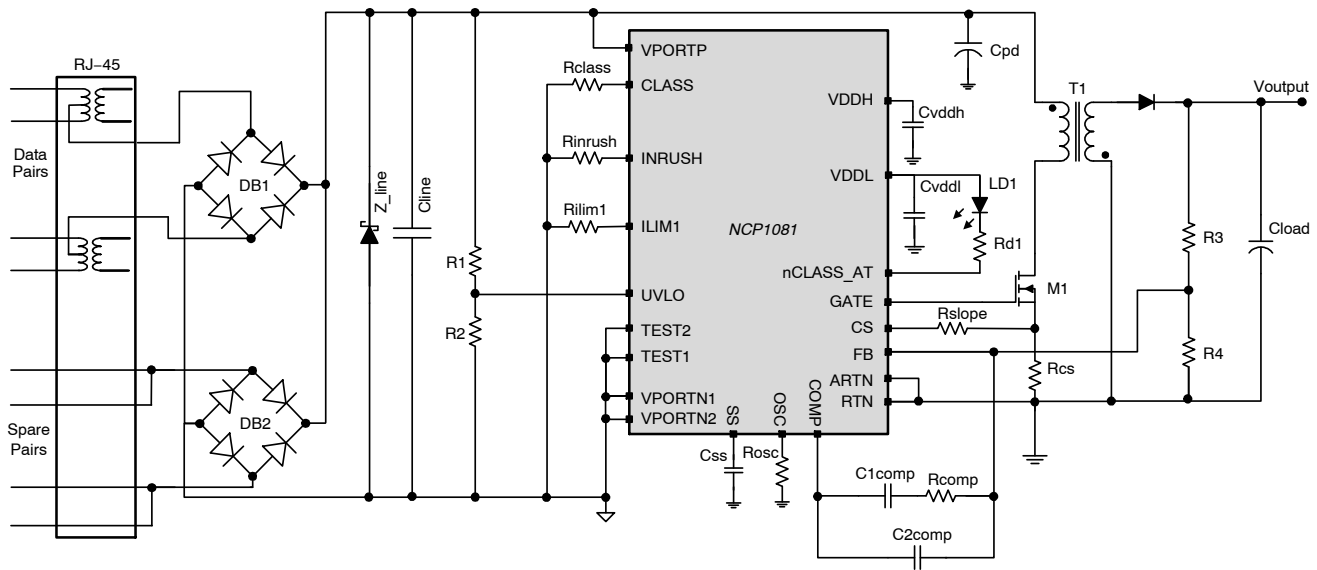 RJ−45
Data
Pairs
Spare
Pairs
DB1
DB2
Z_line
Cline
R1
R2
Rclass
Rinrush
Rilim1
VPORTP
CLASS
INRUSH
ILIM1
UVLO
TEST2
TEST1
VPORTN1
VPORTN2
NCP1081
VDDH
VDDL
nCLASS_AT
GATE
CS
FB
ARTN
RTN
SS
OSC
COMP
Css
Rosc
C1comp
Rcomp
C2comp
Cvddh
Cvddl
LD1
Rd1
Cpd
T1
M1
Rslope
Rcs
Voutput
R3
R4
Cload